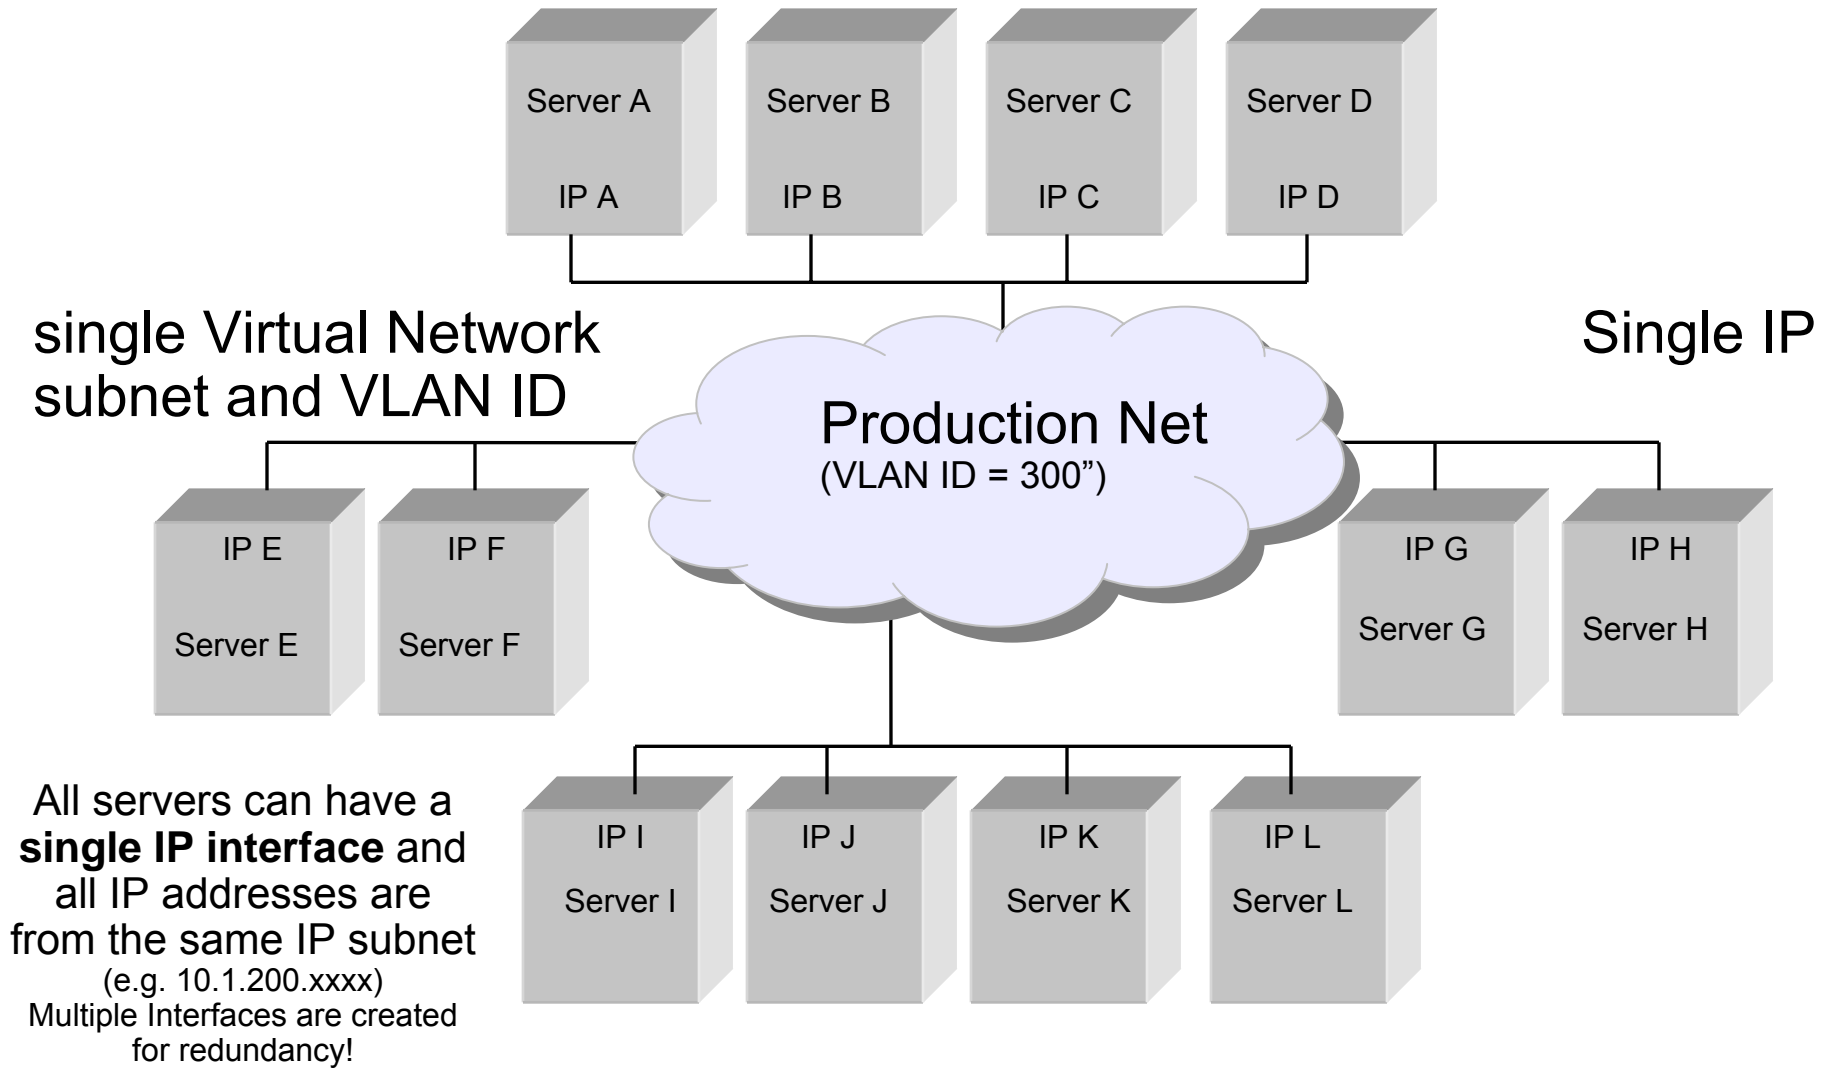 Server A
Server B
Server C
Server D
IP A
IP B
IP C
IP D
single Virtual Network
subnet and VLAN ID
Single IP
Production Net
(VLAN ID = 300”)
IP E
IP F
IP G
IP H
Server E
Server F
Server G
Server H
All servers can have a
single IP interface and
all IP addresses are
from the same IP subnet
(e.g. 10.1.200.xxxx)
Multiple Interfaces are created
for redundancy!
IP I
IP J
IP K
IP L
Server I
Server J
Server K
Server L